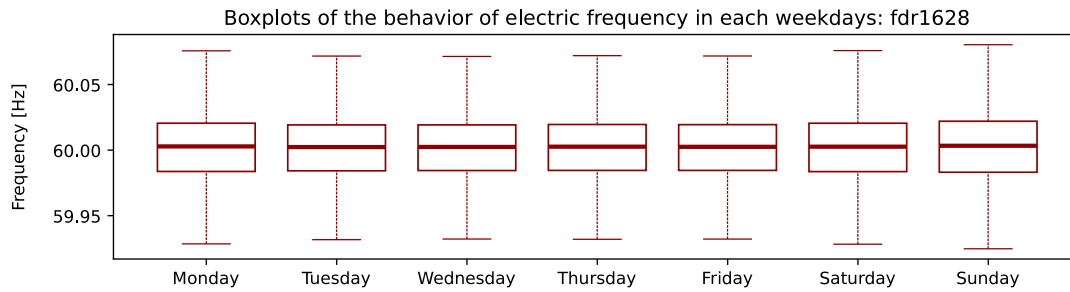 Boxplots of the behavior of electric frequency in each weekdays: fdr1628
Frequency [Hz]
60.05
60.00
59.95
Monday Tuesday Wednesday Thursday Friday Saturday Sunday